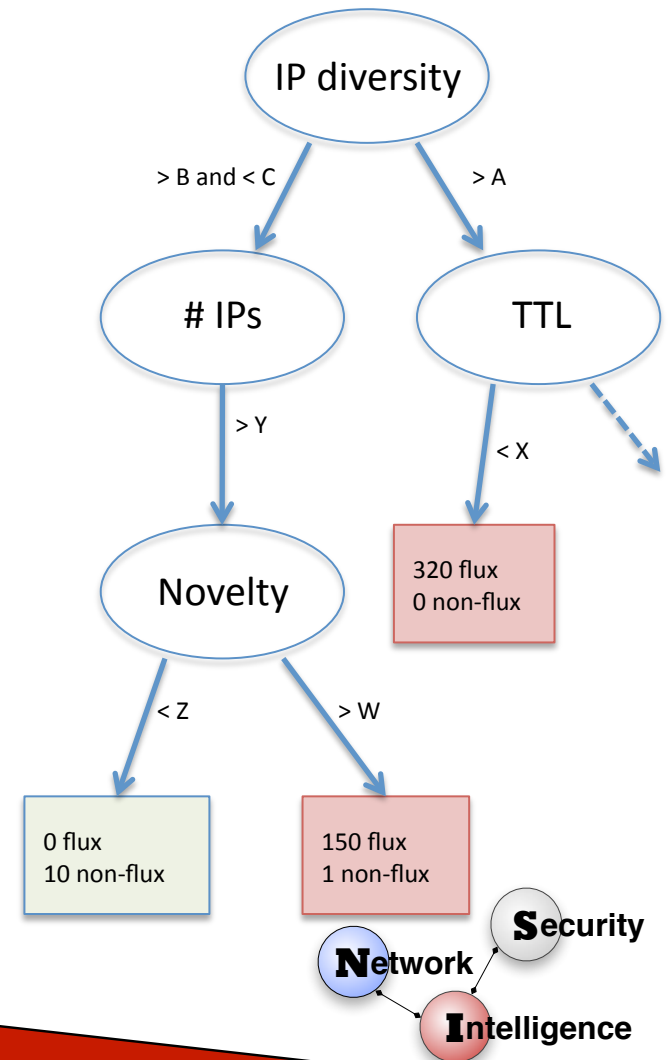 IP diversity
> B and < C
> A
# IPs
TTL
> Y
< X
320 flux
0 non-flux
Novelty
< Z
> W
0 flux
10 non-flux
150 flux
1 non-flux
Security
Network
Intelligence